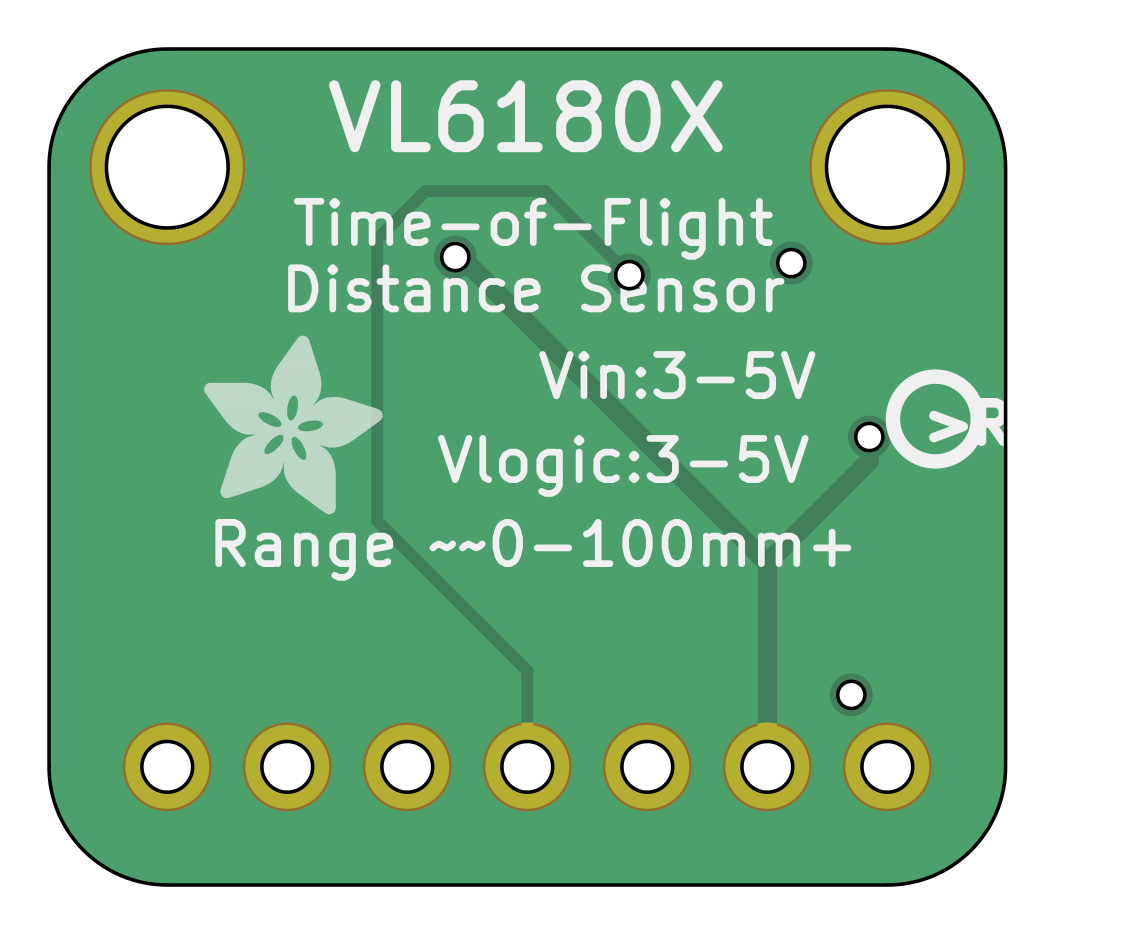 VL6180X
Time-of-Flight
Distance Sensor
Vin:3-5V
Vlogic:3-5V
R
Range ~~0-100mm+